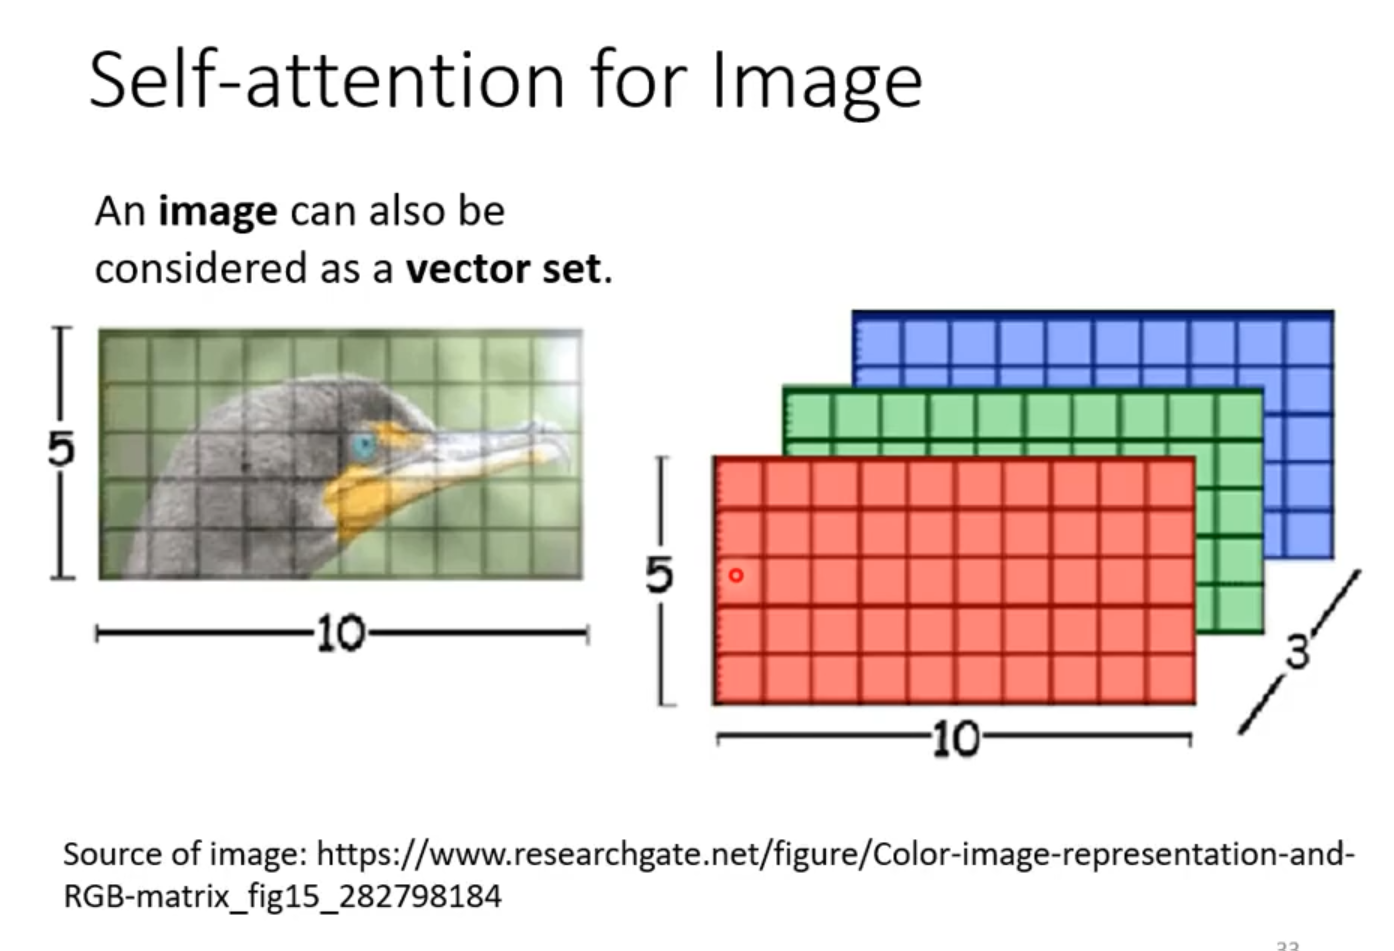 Self-attention for Image
An image can also be
considered as a vector set.
5
10
5
10
3
Source of image: https://www.researchgate.net/figure/Color-image-representation-and-
RGB-matrix_fig15_282798184
33